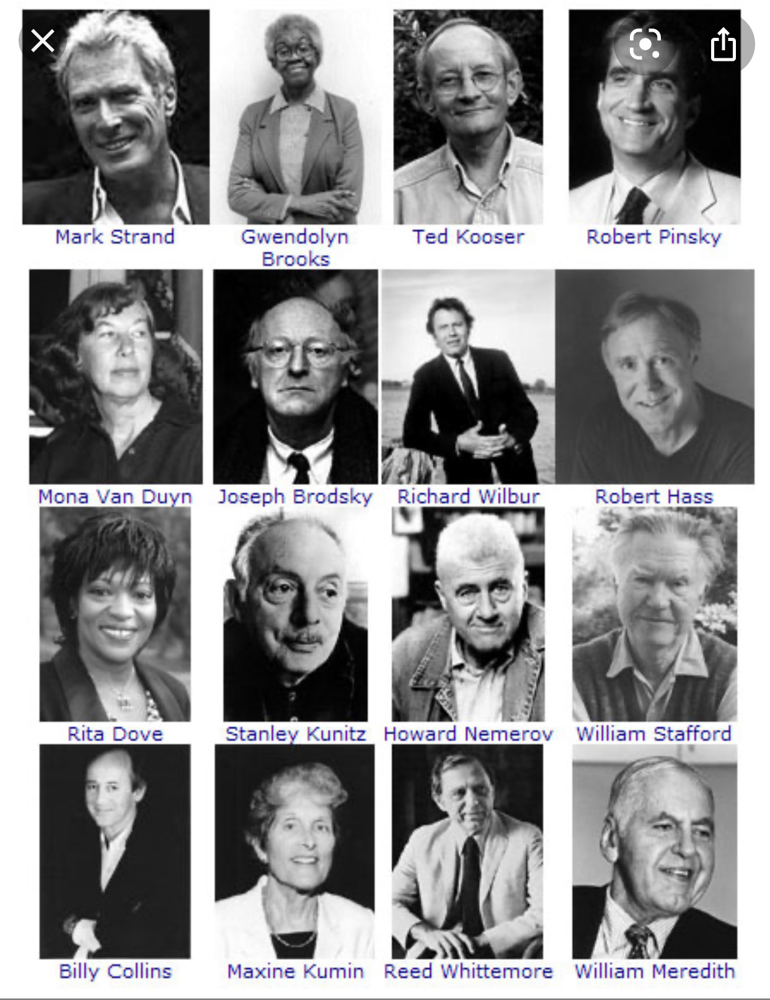 Mark Strand
Gwendolyn
Brooks
Ted Kooser
Robert Pinsky
Mona Van Duyn
Joseph Brodsky
Richard Wilbur
Robert Hass
Rita Dove
Stanley Kunitz
Howard Nemerov
William Stafford
Billy Collins
Maxine Kumin
Reed Whittemore
William Meredith